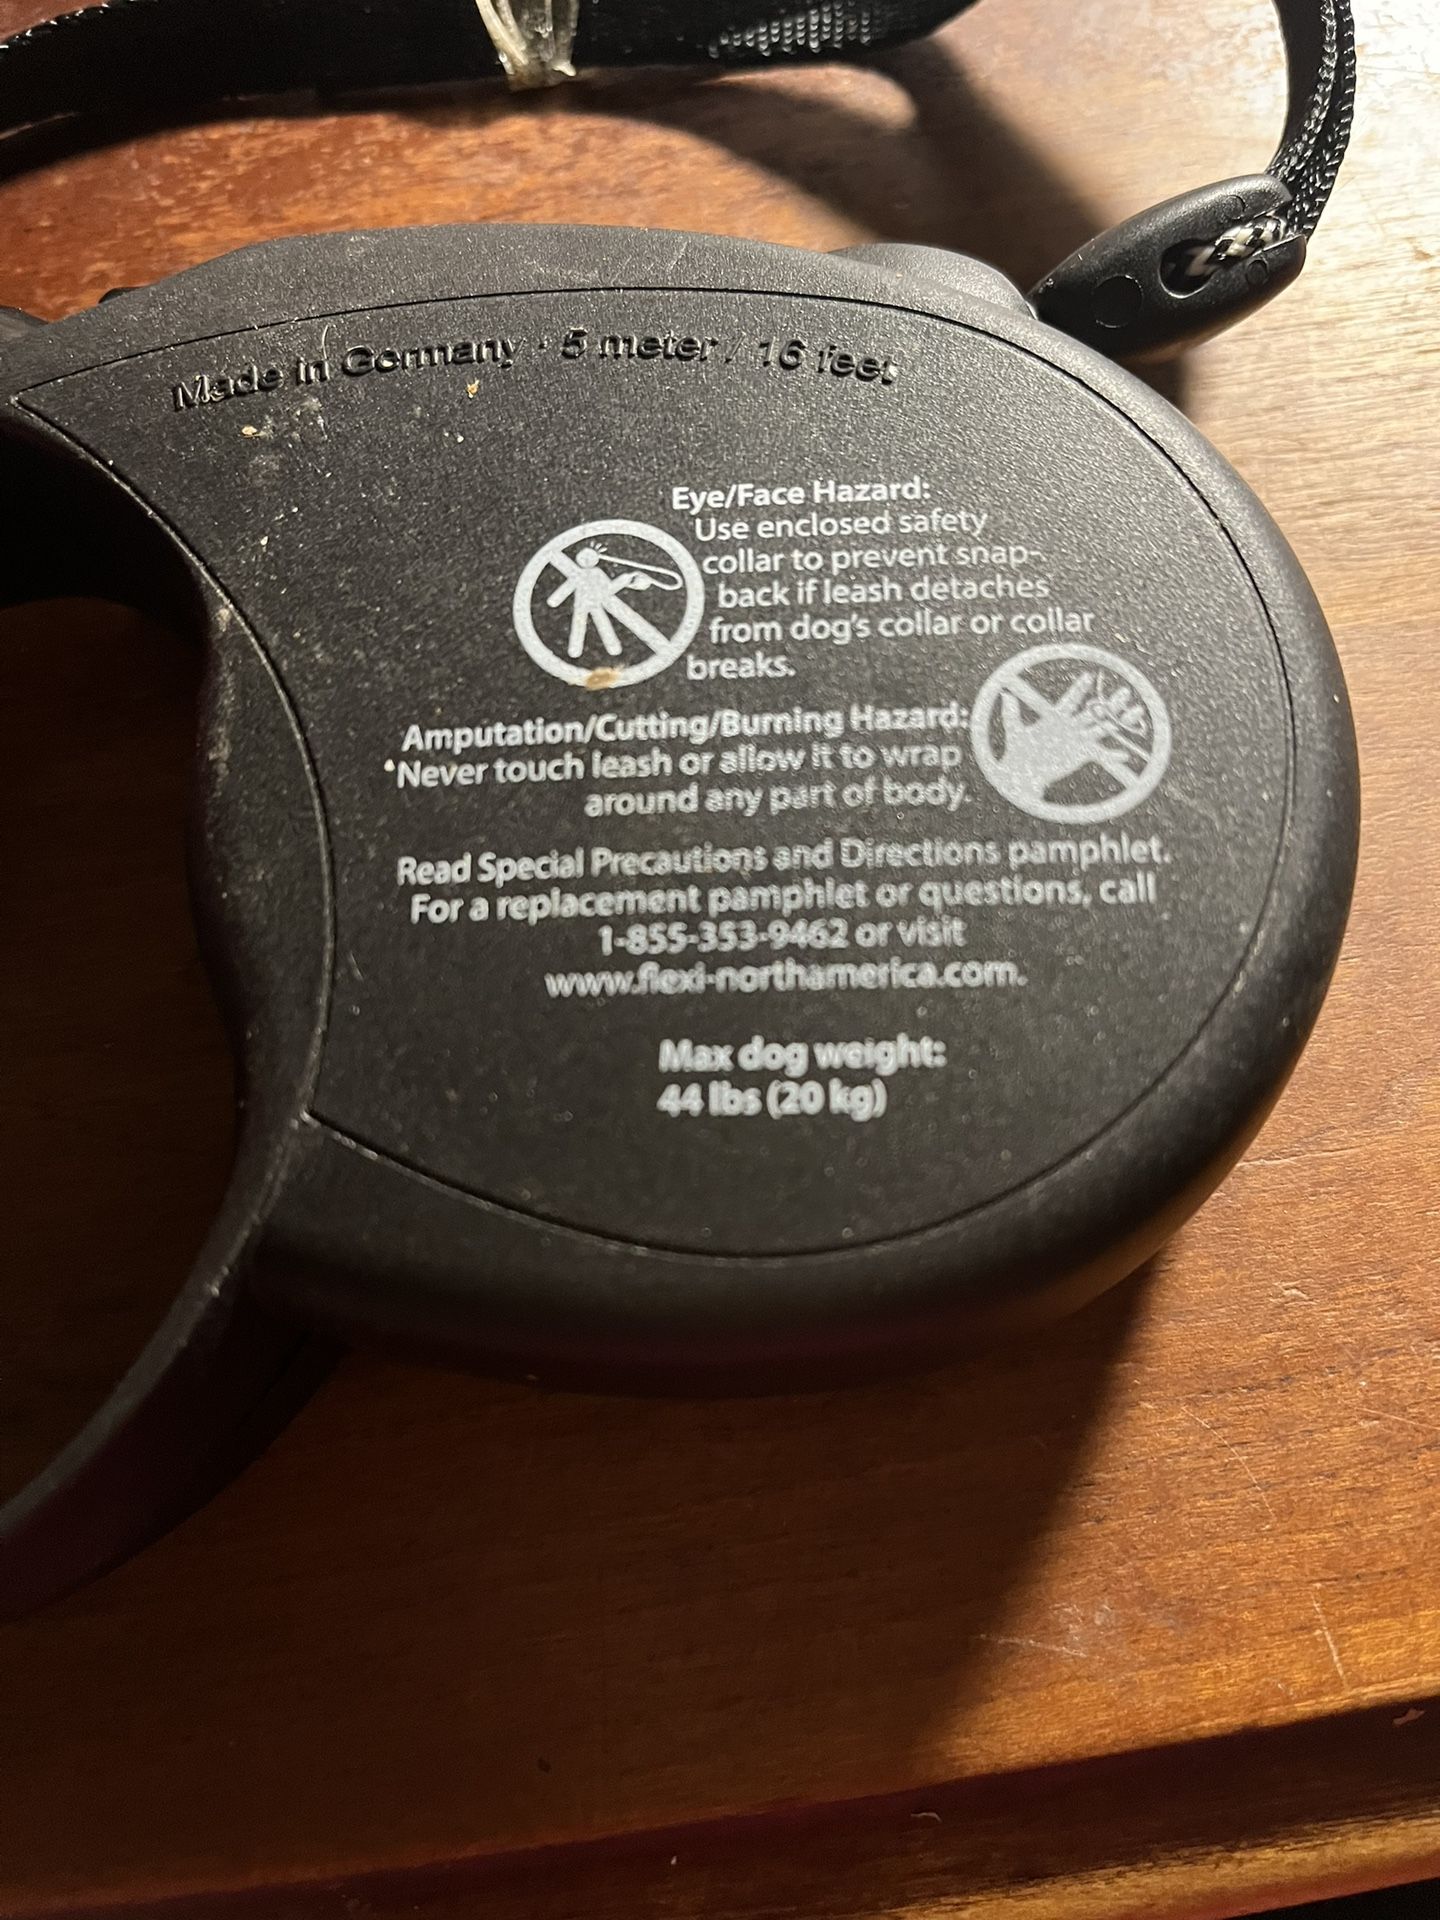 Made in Germany · 5 meter / 16 feet
Eye/Face Hazard:
Use enclosed safety
collar to prevent snap-
back if leash detaches
from dog's collar or collar
breaks.
Amputation/Cutting/Burning Hazard:
Never touch leash or allow it to wrap
around any part of body.
Read Special Precautions and Directions pamphlet.
For a replacement pamphlet or questions, call
1-855-353-9462 or visit
www.flexi-northamerica.com.
Max dog weight:
44 lbs (20 kg)